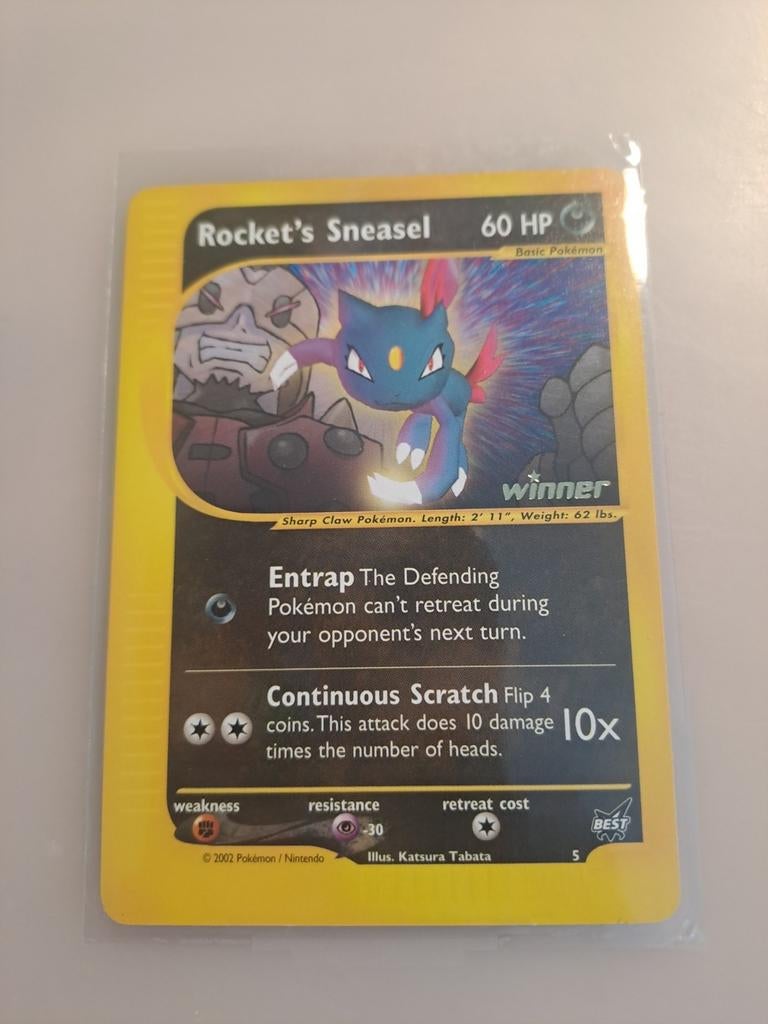 Rocket's Sneasel 60 HP
Basic Pokémon
winner
Sharp Claw Pokémon. Length: 2' 11", Weight: 62 lbs.
Entrap The Defending
Pokémon can't retreat during
your opponent's next turn.
Continuous Scratch Flip 4
coins. This attack does 10 damage 10x
times the number of heads.
weakness resistance retreat cost
-30
BEST
© 2002 Pokémon / Nintendo Illus. Katsura Tabata 5